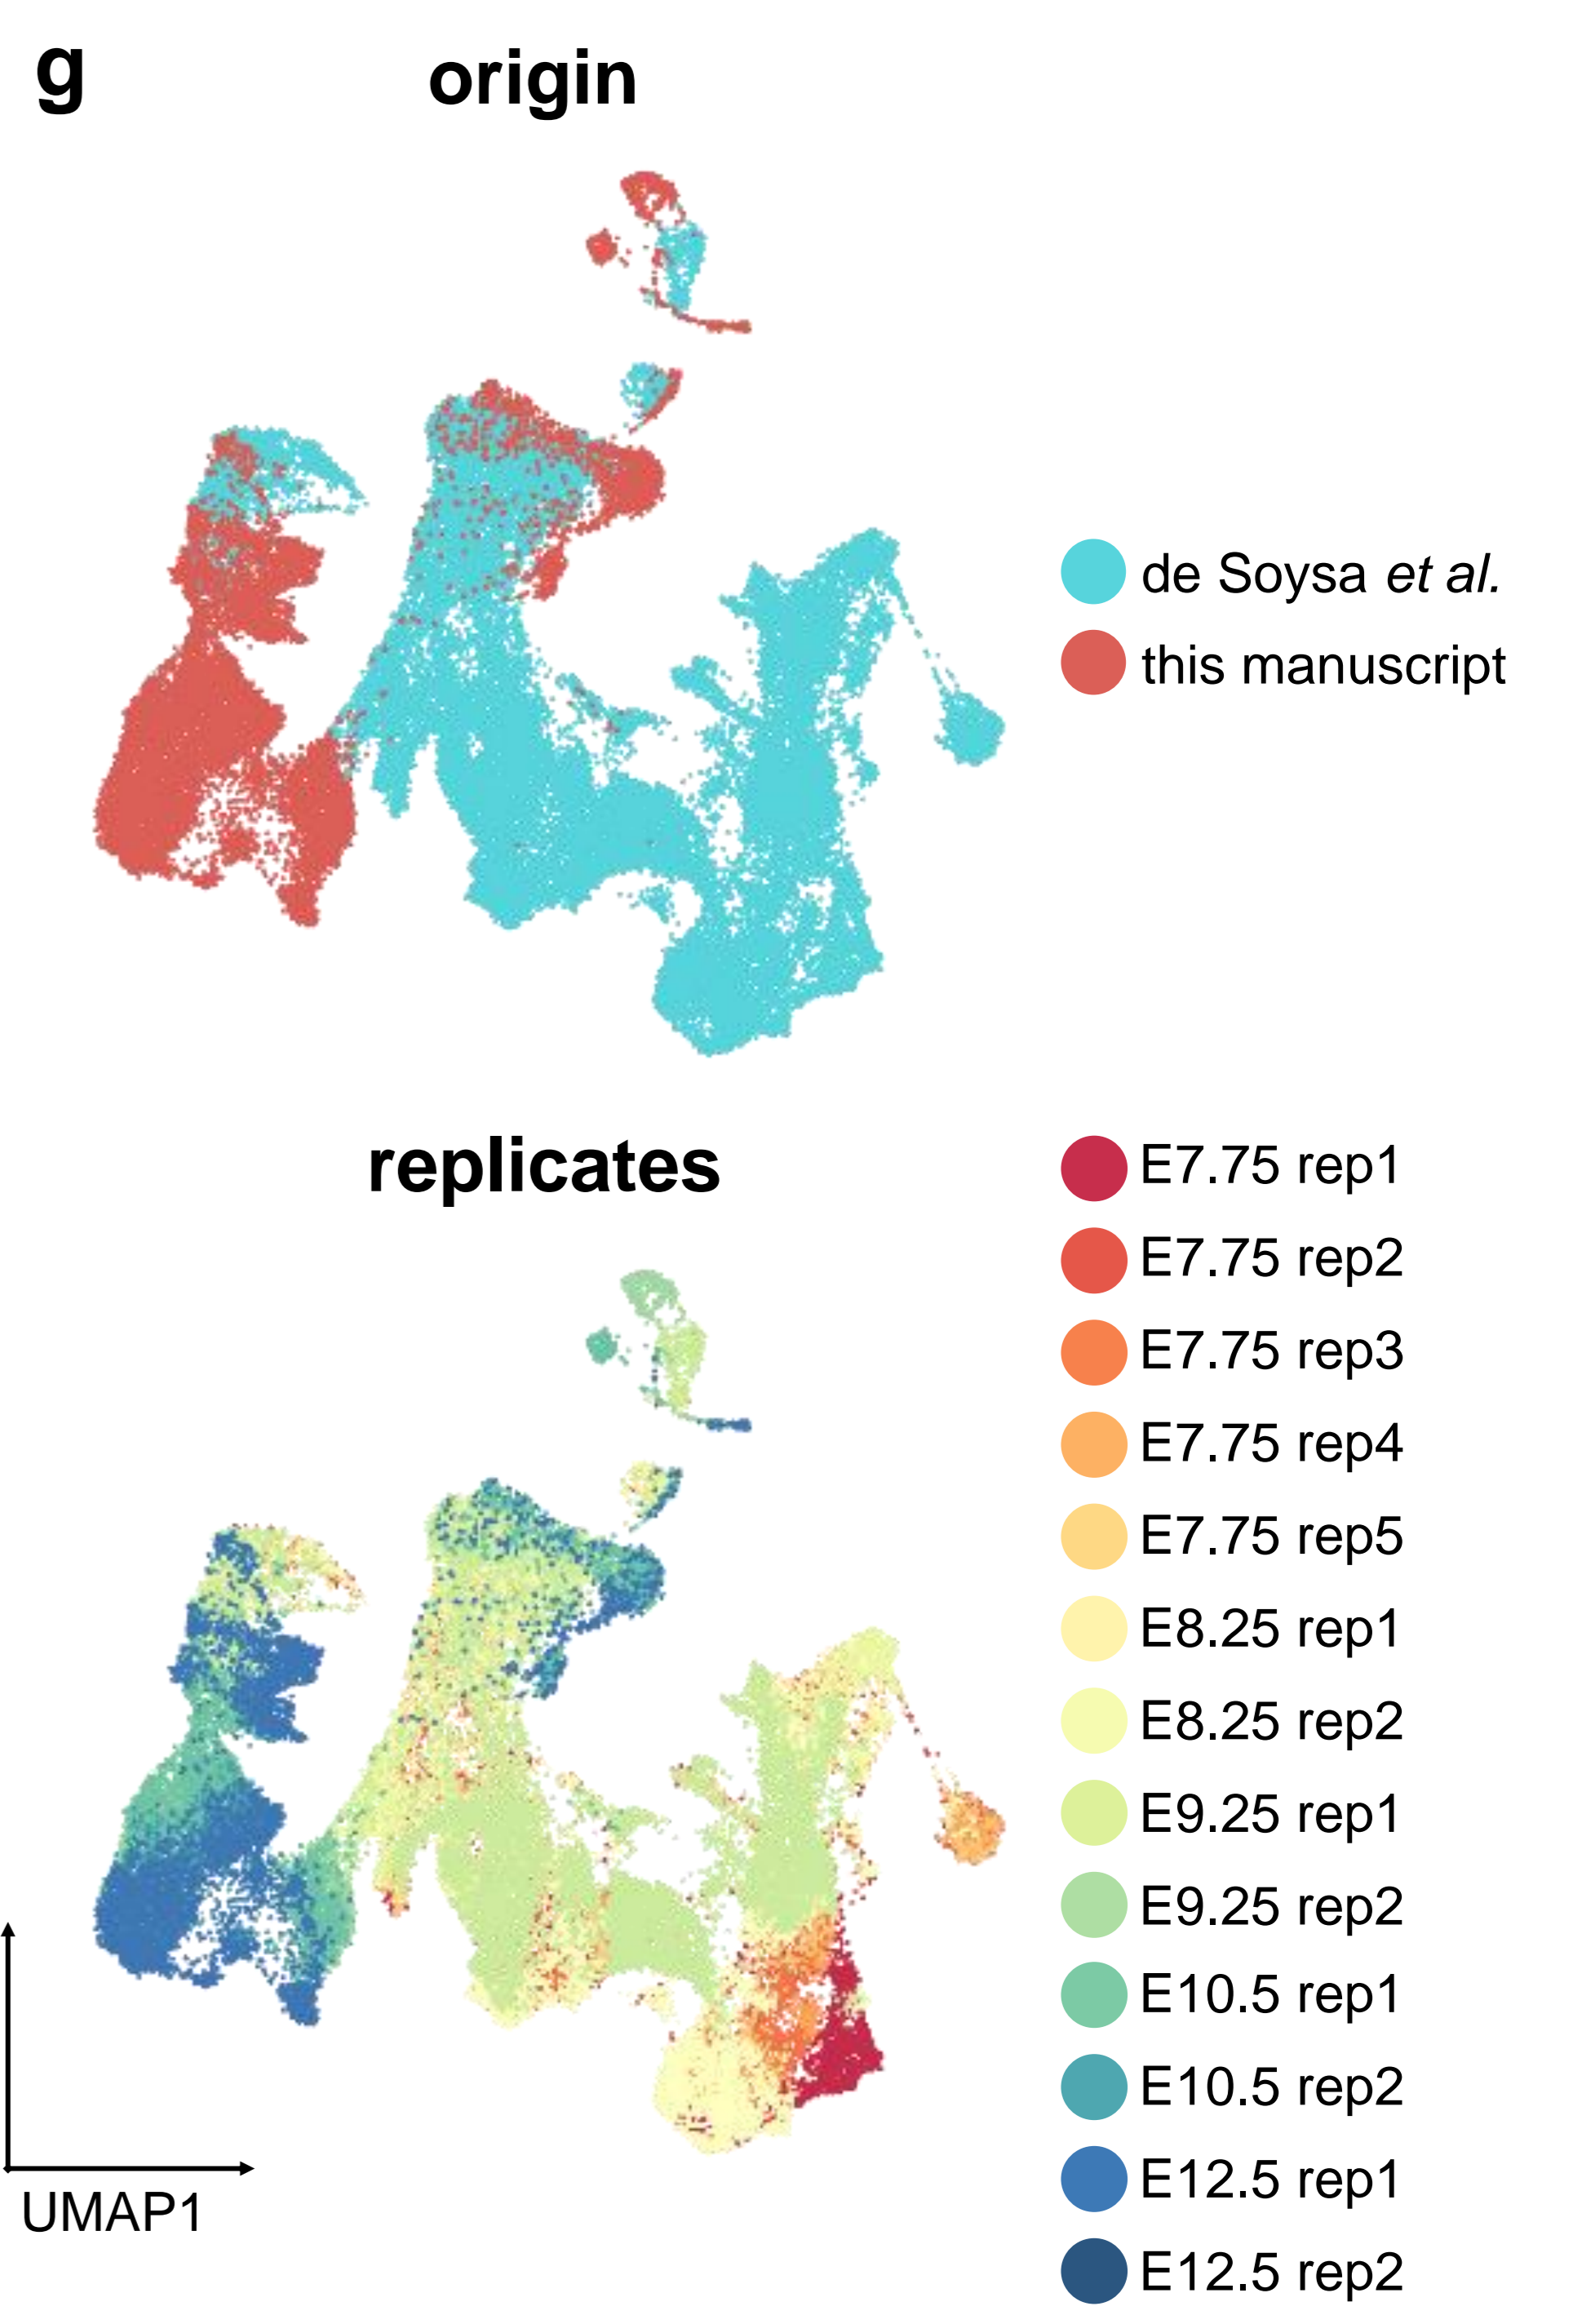 g
origin
de Soysa et al.
this manuscript
replicates
E7.75 rep1
E7.75 rep2
E7.75 rep3
E7.75 rep4
E7.75 rep5
E8.25 rep1
E8.25 rep2
E9.25 rep1
E9.25 rep2
E10.5 rep1
E10.5 rep2
E12.5 rep1
E12.5 rep2
UMAP1